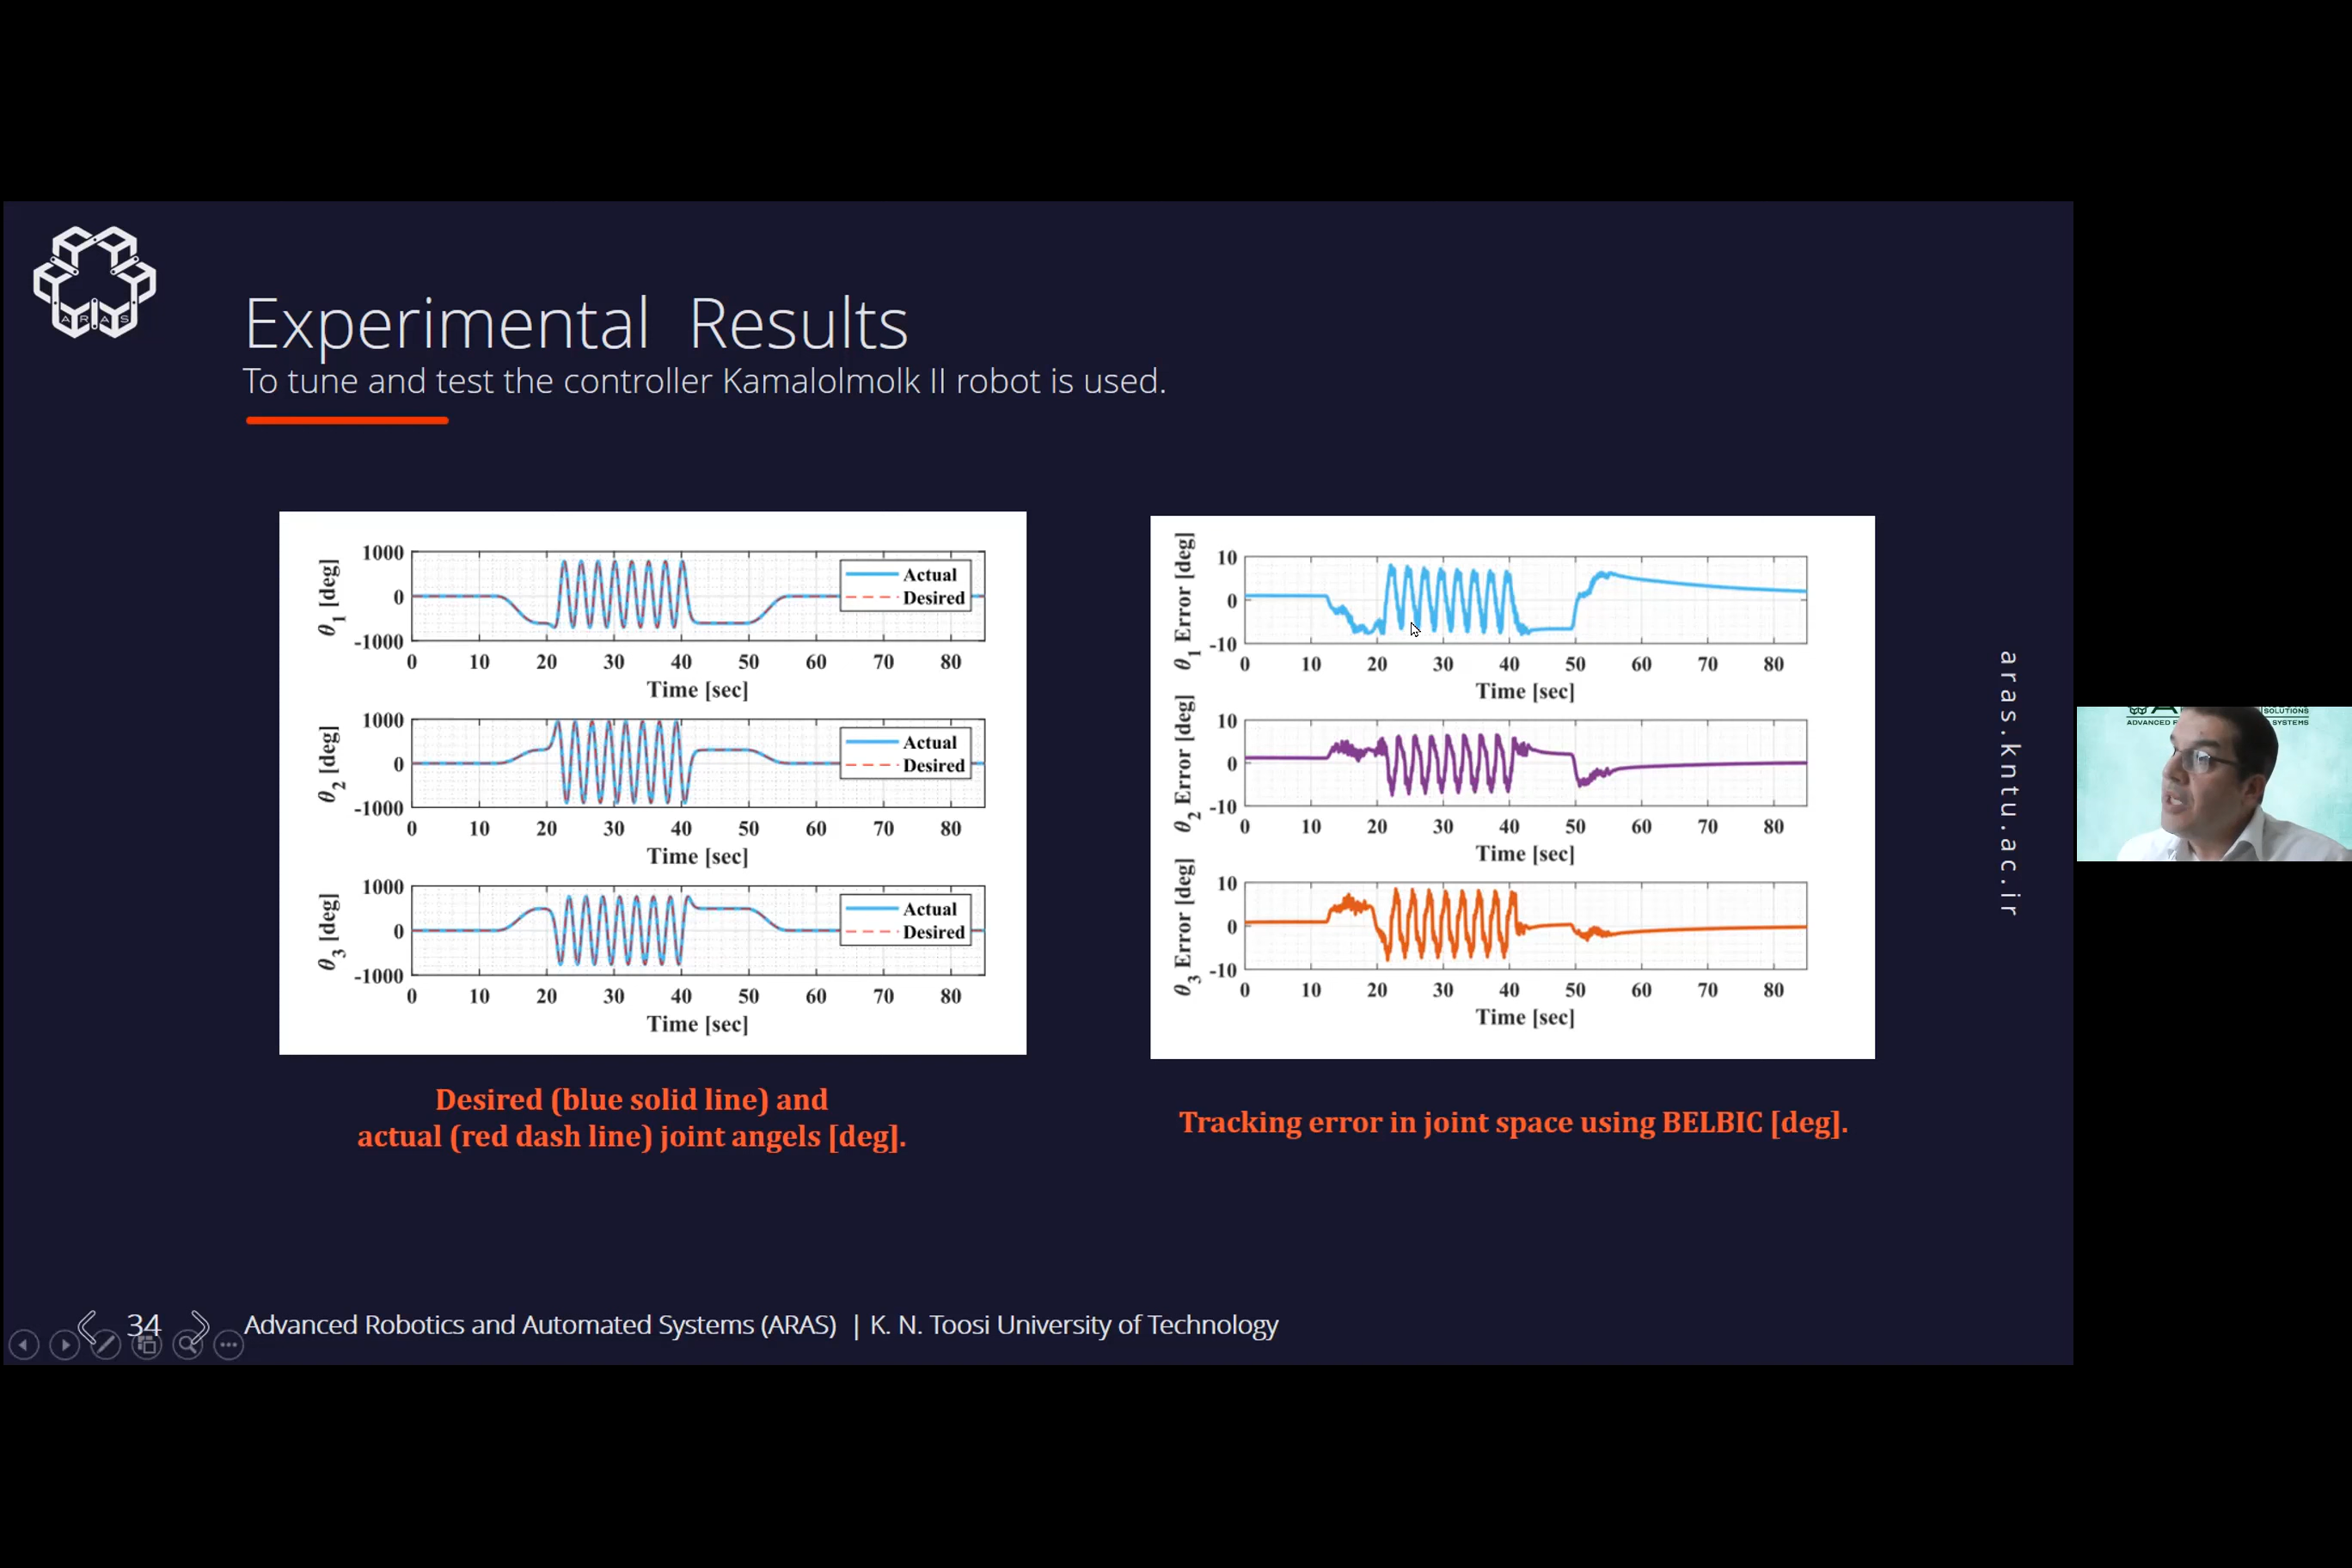 A R A S
Experimental Results
To tune and test the controller Kamalolmolk II robot is used.
θ1 [deg]
1000
0
-1000
Actual
Desired
0 10 20 30 40 50 60 70 80
Time [sec]
θ2 [deg]
1000
0
-1000
Actual
Desired
0 10 20 30 40 50 60 70 80
Time [sec]
θ3 [deg]
1000
0
-1000
Actual
Desired
0 10 20 30 40 50 60 70 80
Time [sec]
Desired (blue solid line) and
actual (red dash line) joint angels [deg].
θ1 Error [deg]
10
0
-10
0 10 20 30 40 50 60 70 80
Time [sec]
θ2 Error [deg]
10
0
-10
0 10 20 30 40 50 60 70 80
Time [sec]
θ3 Error [deg]
10
0
-10
0 10 20 30 40 50 60 70 80
Time [sec]
Tracking error in joint space using BELBIC [deg].
aras.kntu.ac.ir
SOLUTIONS
ADVANCED SYSTEMS
34
Advanced Robotics and Automated Systems (ARAS) | K. N. Toosi University of Technology